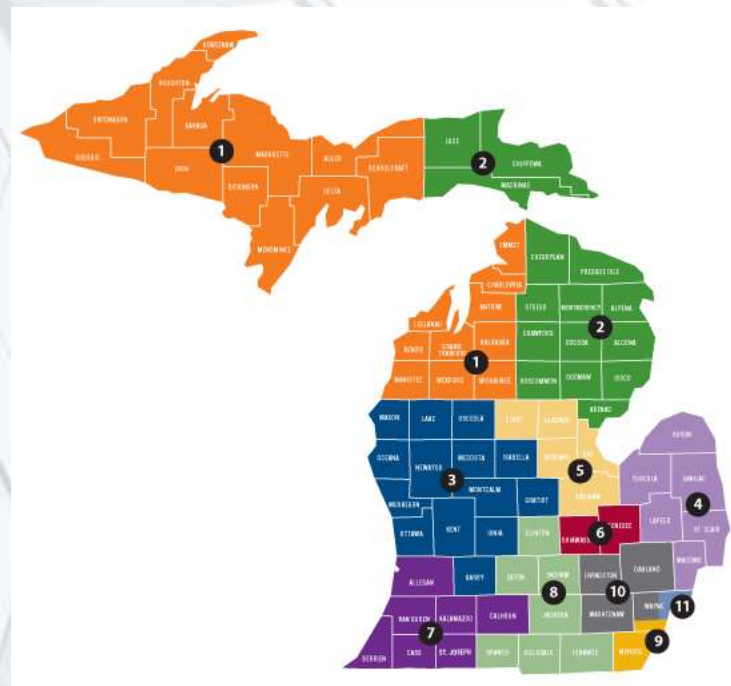 KEWEENAW
HOUGHTON
ONTONAGON
BARAGA
GOGEBIC
1
MARQUETTE
LUCE
2
CHIPPEWA
IRON
ALGER
SCHOOLCRAFT
DICKINSON
DELTA
MACKINAC
MENOMINEE
EMMET
CHEBOYGAN
PRESQUE ISLE
CHARLEVOIX
ANTRIM
OTSEGO
MONTMORENCY
ALPENA
LEELANAU
2
BENZIE
GRAND
TRAVERSE
KALKASKA
CRAWFORD
OSCODA
ALCONA
1
MANISTEE
WEXFORD
MISSAUKEE
ROSCOMMON
OGEMAW
IOSCO
ARENAC
MASON
LAKE
OSCEOLA
CLARE
GLADWIN
HURON
OCEANA
NEWAYGO
MECOSTA
ISABELLA
MIDLAND
BAY
5
3
TUSCOLA
SANILAC
MONTCALM
GRATIOT
SAGINAW
4
MUSKEGON
OTTAWA
KENT
IONIA
CLINTON
6
SHIAWASSEE
GENESEE
LAPEER
ST. CLAIR
MACOMB
ALLEGAN
BARRY
EATON
INGHAM
LIVINGSTON
OAKLAND
8
10
VAN BUREN
KALAMAZOO
CALHOUN
JACKSON
WASHTENAW
WAYNE
11
7
BERRIEN
CASS
ST. JOSEPH
BRANCH
HILLSDALE
LENAWEE
MONROE
9